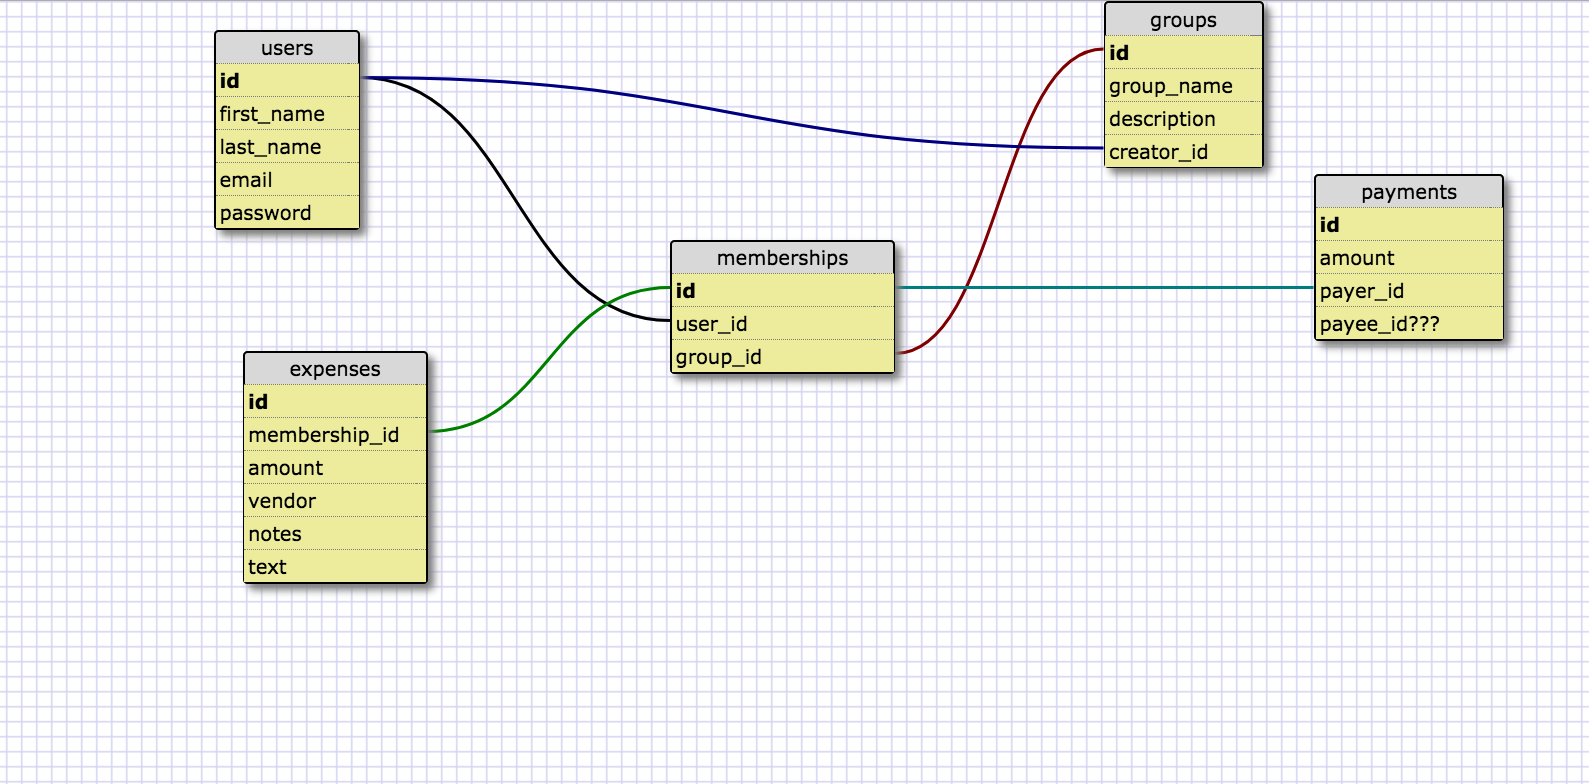 users
id
first_name
last_name
email
password
groups
id
group_name
description
creator_id
payments
id
amount
payer_id
payee_id???
memberships
id
user_id
group_id
expenses
id
membership_id
amount
vendor
notes
text